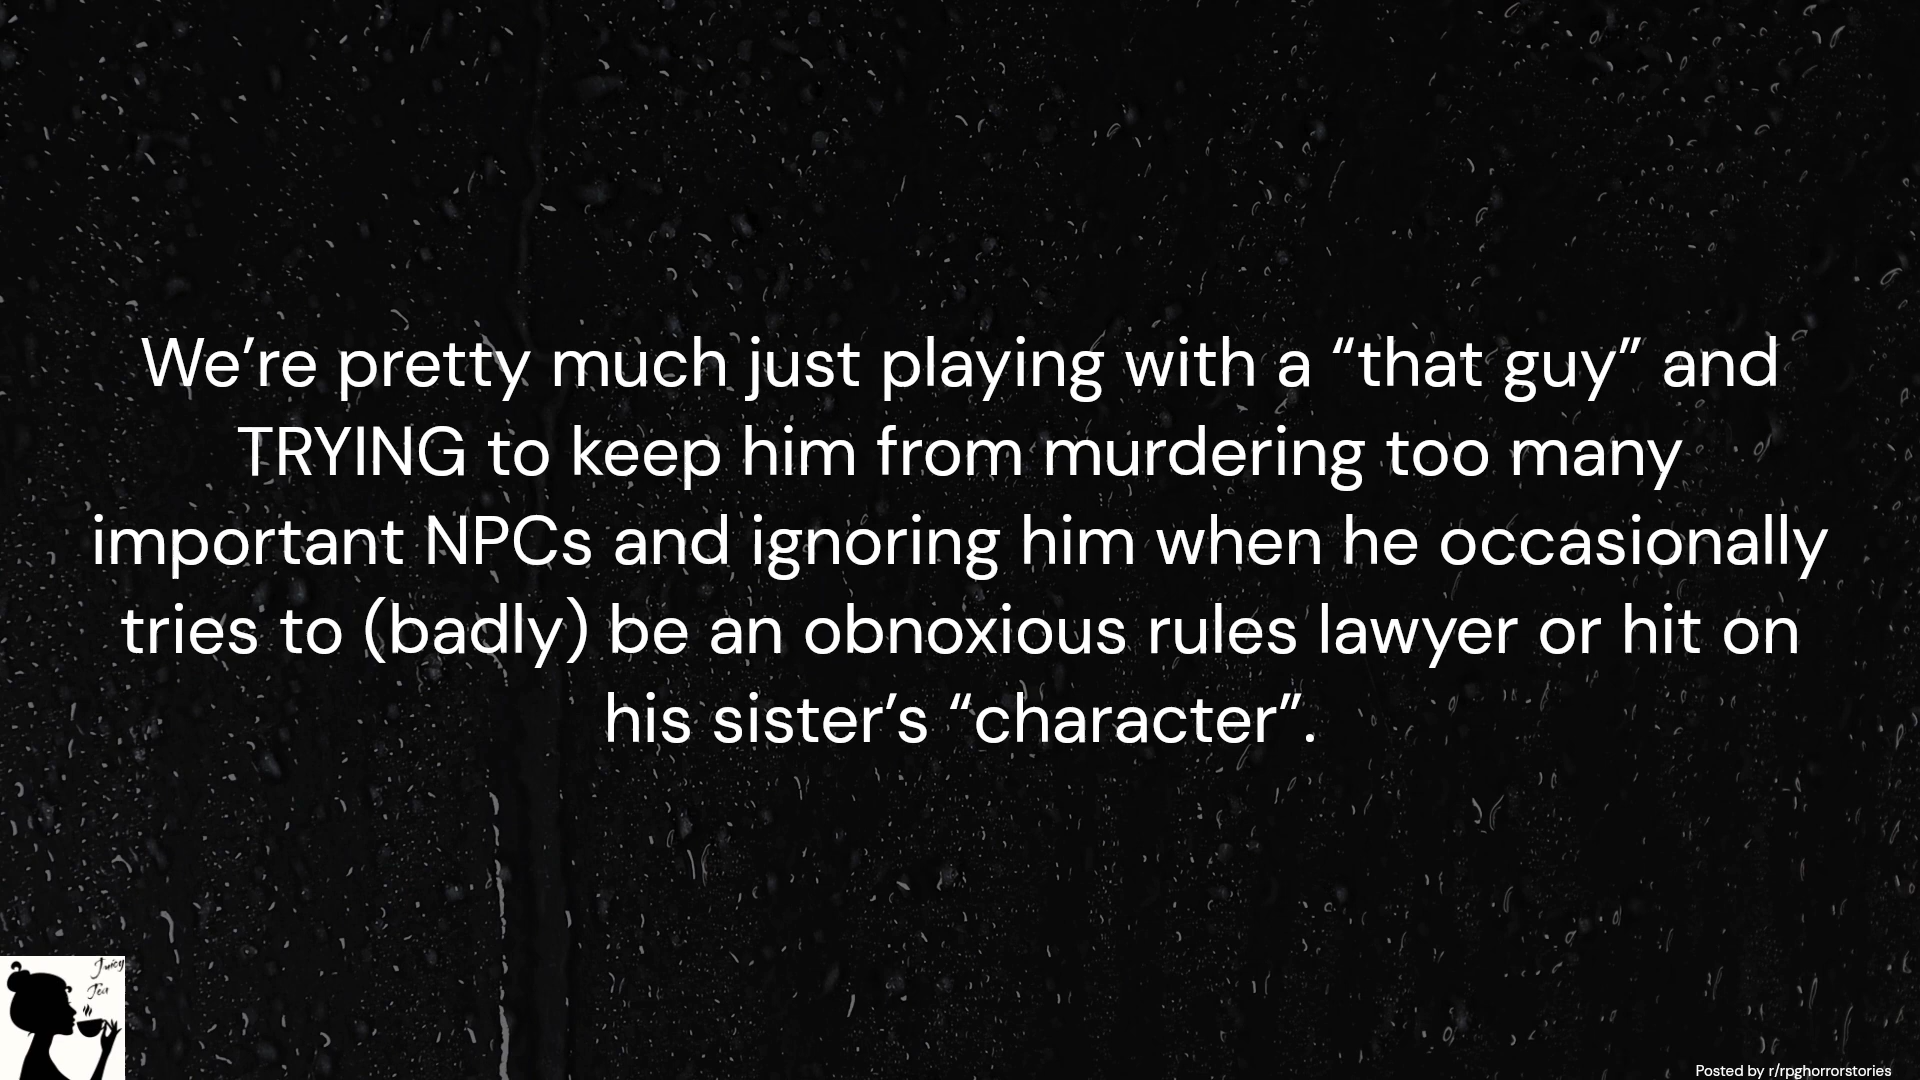 We’re pretty much just playing with a “that guy” and
TRYING to keep him from murdering too many
important NPCs and ignoring him when he occasionally
tries to (badly) be an obnoxious rules lawyer or hit on
his sister’s “character”.
Juicy
Tea
Posted by r/rpghorrorstories